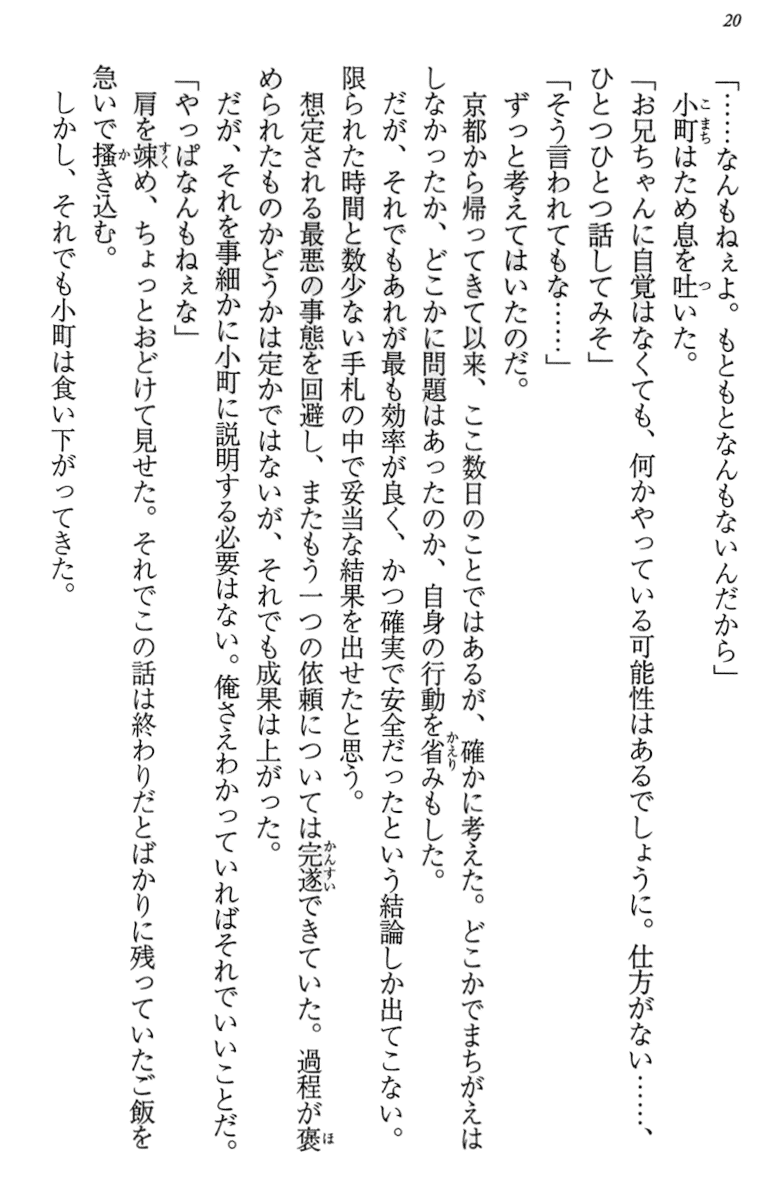 20
「……なんもねぇよ。もともとなんもないんだから」
小町はため息を吐いた。
「お兄ちゃんに自覚はなくても、何かやっている可能性はあるでしょうに。仕方がない……、
ひとつひとつ話してみそ」
「そう言われてもな……」
ずっと考えてはいたのだ。
京都から帰ってきて以来、ここ数日のことではあるが、確かに考えた。どこかでまちがえは
しなかったか、どこかに問題はあったのか、自身の行動を省みもした。
だが、それでもあれが最も効率が良く、かつ確実で安全だったという結論しか出てこない。
限られた時間と数少ない手札の中で妥当な結果を出せたと思う。
想定される最悪の事態を回避し、またもう一つの依頼については完遂できていた。過程が褒
められたものかどうかは定かではないが、それでも成果は上がった。
だが、それを事細かに小町に説明する必要はない。俺さえわかっていればそれでいいことだ。
「やっぱなんもねぇな」
肩を竦め、ちょっとおどけて見せた。それでこの話は終わりだとばかりに残っていたご飯を
急いで掻き込む。
しかし、それでも小町は食い下がってきた。